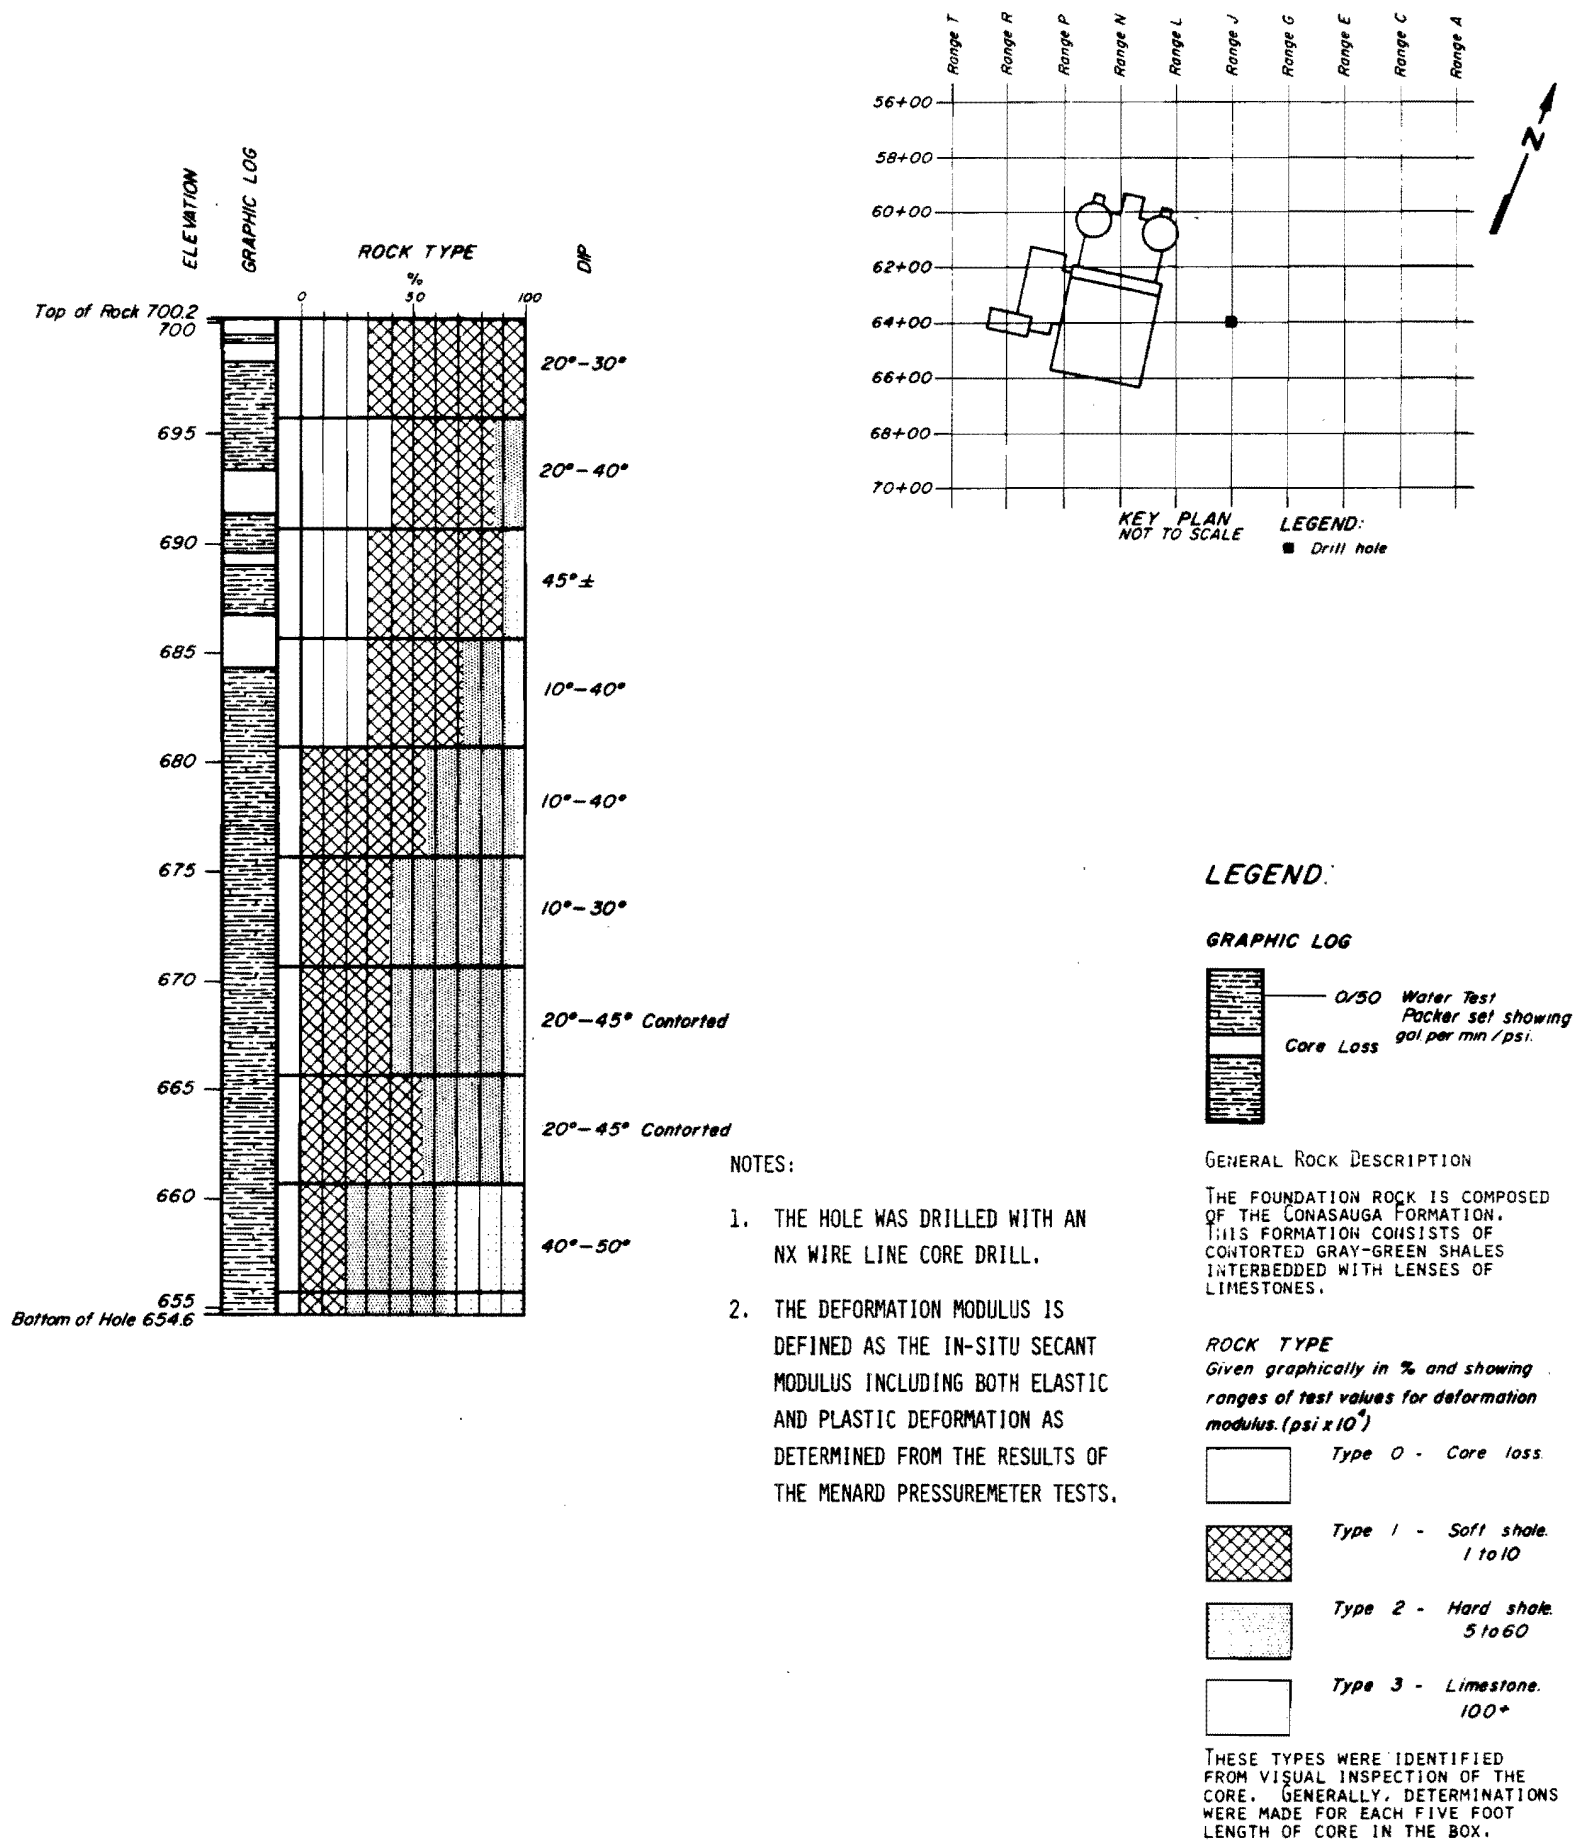 Range T
Range R
Range P
Range N
Range L
Range J
Range G
Range E
Range C
Range A
56+00
58+00
60+00
62+00
64+00
66+00
68+00
70+00
N
KEY PLAN
NOT TO SCALE
LEGEND:
Drill hole
ELEVATION
GRAPHIC LOG
ROCK TYPE
%
0 50 100
DIP
Top of Rock 700.2
700
695
690
685
680
675
670
665
660
655
Bottom of Hole 654.6
20°-30°
20°-40°
45°±
10°-40°
10°-40°
10°-30°
20°-45° Contorted
20°-45° Contorted
40°-50°
NOTES:
1. THE HOLE WAS DRILLED WITH AN
NX WIRE LINE CORE DRILL.
2. THE DEFORMATION MODULUS IS
DEFINED AS THE IN-SITU SECANT
MODULUS INCLUDING BOTH ELASTIC
AND PLASTIC DEFORMATION AS
DETERMINED FROM THE RESULTS OF
THE MENARD PRESSUREMETER TESTS.
LEGEND:
GRAPHIC LOG
0/50 Water Test
Packer set showing
gal. per min/psi.
Core Loss
GENERAL ROCK DESCRIPTION
THE FOUNDATION ROCK IS COMPOSED
OF THE CONASAUGA FORMATION.
THIS FORMATION CONSISTS OF
CONTORTED GRAY-GREEN SHALES
INTERBEDDED WITH LENSES OF
LIMESTONES.
ROCK TYPE
Given graphically in % and showing
ranges of test values for deformation
modulus. (psi x 10⁴)
Type 0 - Core loss.
Type 1 - Soft shale.
1 to 10
Type 2 - Hard shale.
5 to 60
Type 3 - Limestone.
100+
THESE TYPES WERE IDENTIFIED
FROM VISUAL INSPECTION OF THE
CORE. GENERALLY, DETERMINATIONS
WERE MADE FOR EACH FIVE FOOT
LENGTH OF CORE IN THE BOX.